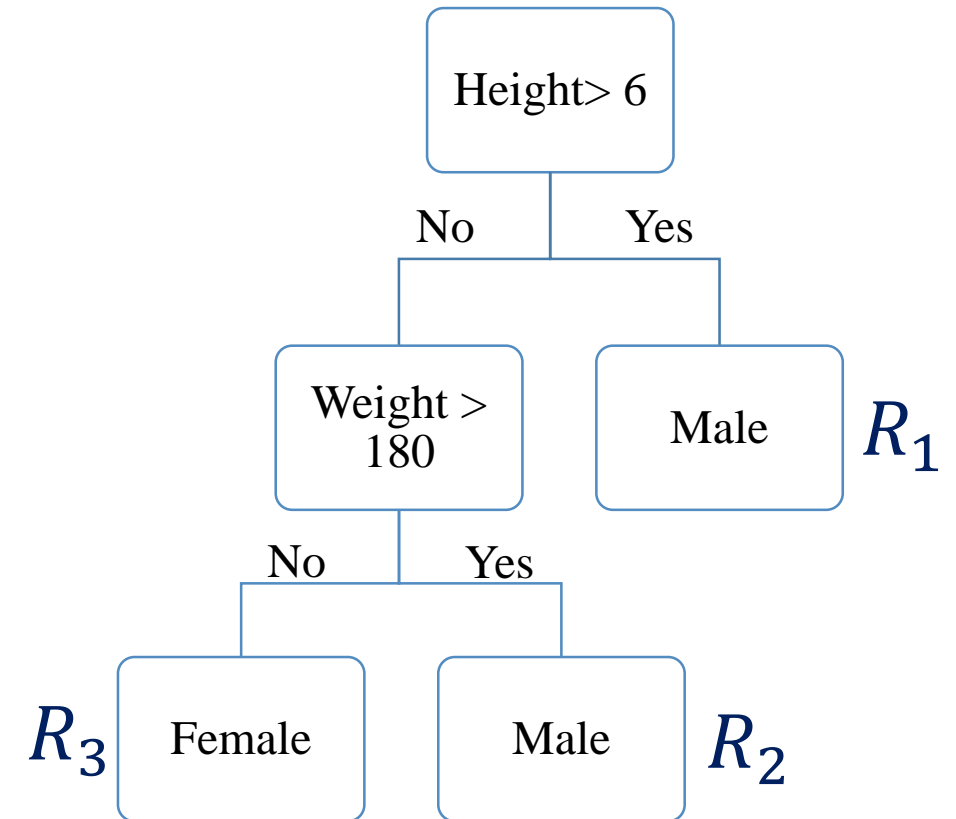 Height> 6
No
Yes
Weight >
180
Male
R₁
No
Yes
R₃
Female
Male
R₂